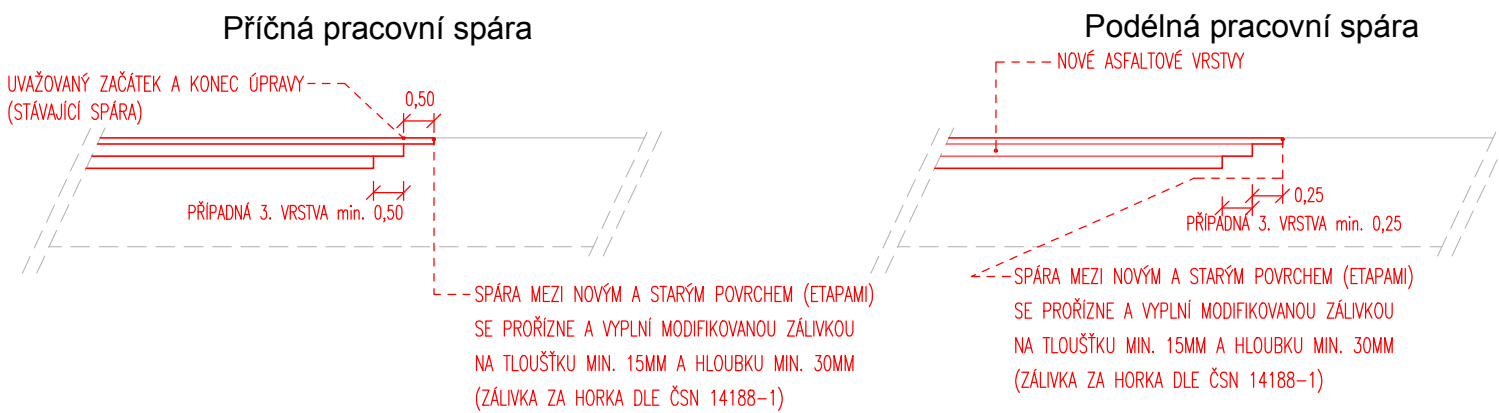 Příčná pracovní spára
UVAŽOVANÝ ZAČÁTEK A KONEC ÚPRAVY
(STÁVAJÍCÍ SPÁRA)
0,50
PŘÍPADNÁ 3. VRSTVA min. 0,50
SPÁRA MEZI NOVÝM A STARÝM POVRCHEM (ETAPAMI)
SE PROŘÍZNE A VYPLNÍ MODIFIKOVANOU ZÁLIVKOU
NA TLOUŠŤKU MIN. 15MM A HLOUBKU MIN. 30MM
(ZÁLIVKA ZA HORKA DLE ČSN 14188-1)
Podélná pracovní spára
NOVÉ ASFALTOVÉ VRSTVY
0,25
PŘÍPADNÁ 3. VRSTVA min. 0,25
SPÁRA MEZI NOVÝM A STARÝM POVRCHEM (ETAPAMI)
SE PROŘÍZNE A VYPLNÍ MODIFIKOVANOU ZÁLIVKOU
NA TLOUŠŤKU MIN. 15MM A HLOUBKU MIN. 30MM
(ZÁLIVKA ZA HORKA DLE ČSN 14188-1)